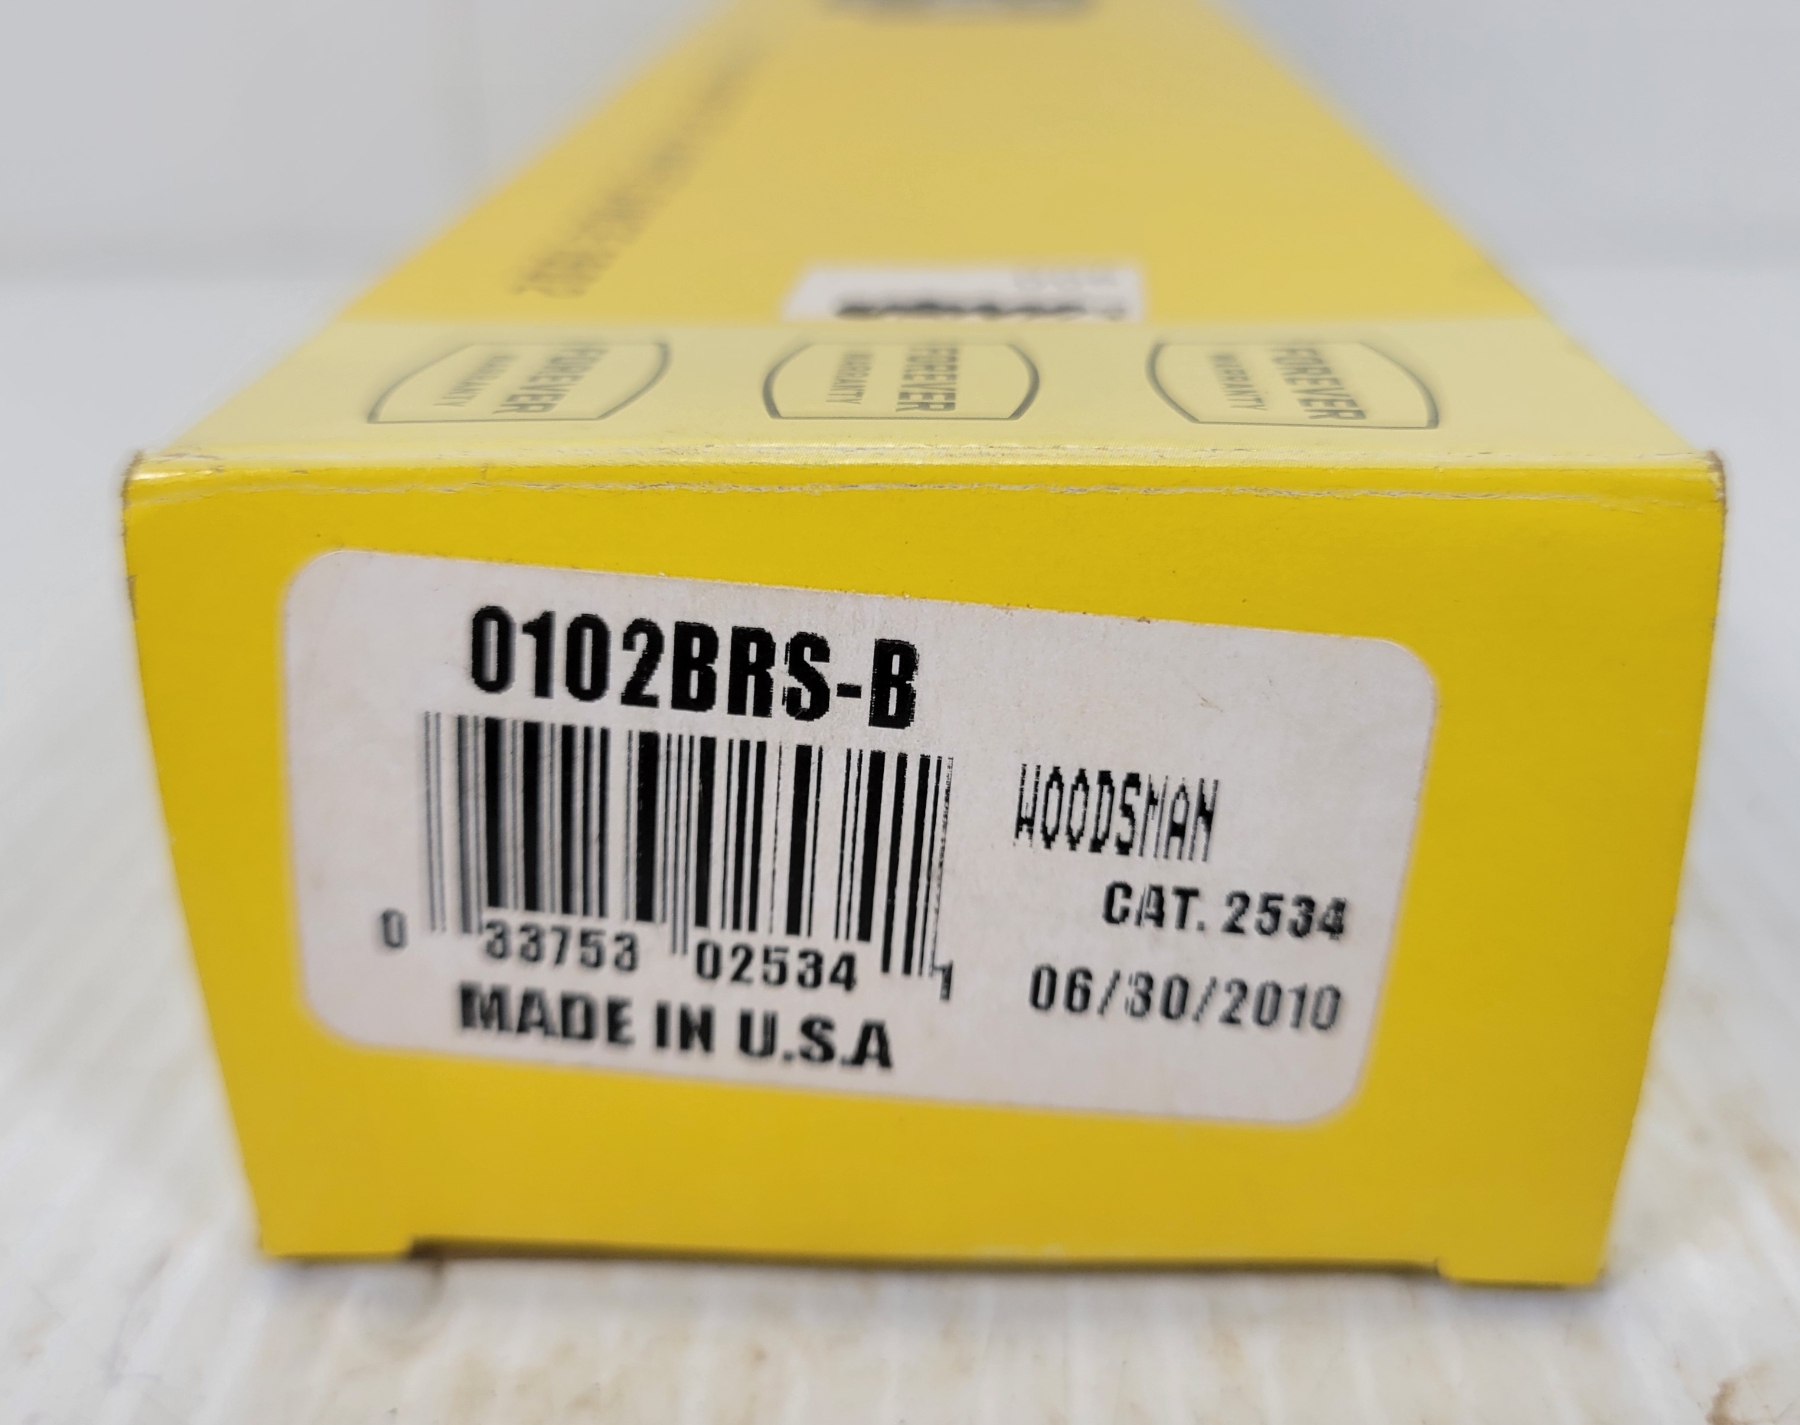 FOREVER
WARRANTY
FOREVER
WARRANTY
FOREVER
WARRANTY
0102BRS-B
0 33753 02534 1
MADE IN U.S.A
WOODSMAN
CAT. 2534
06/30/2010